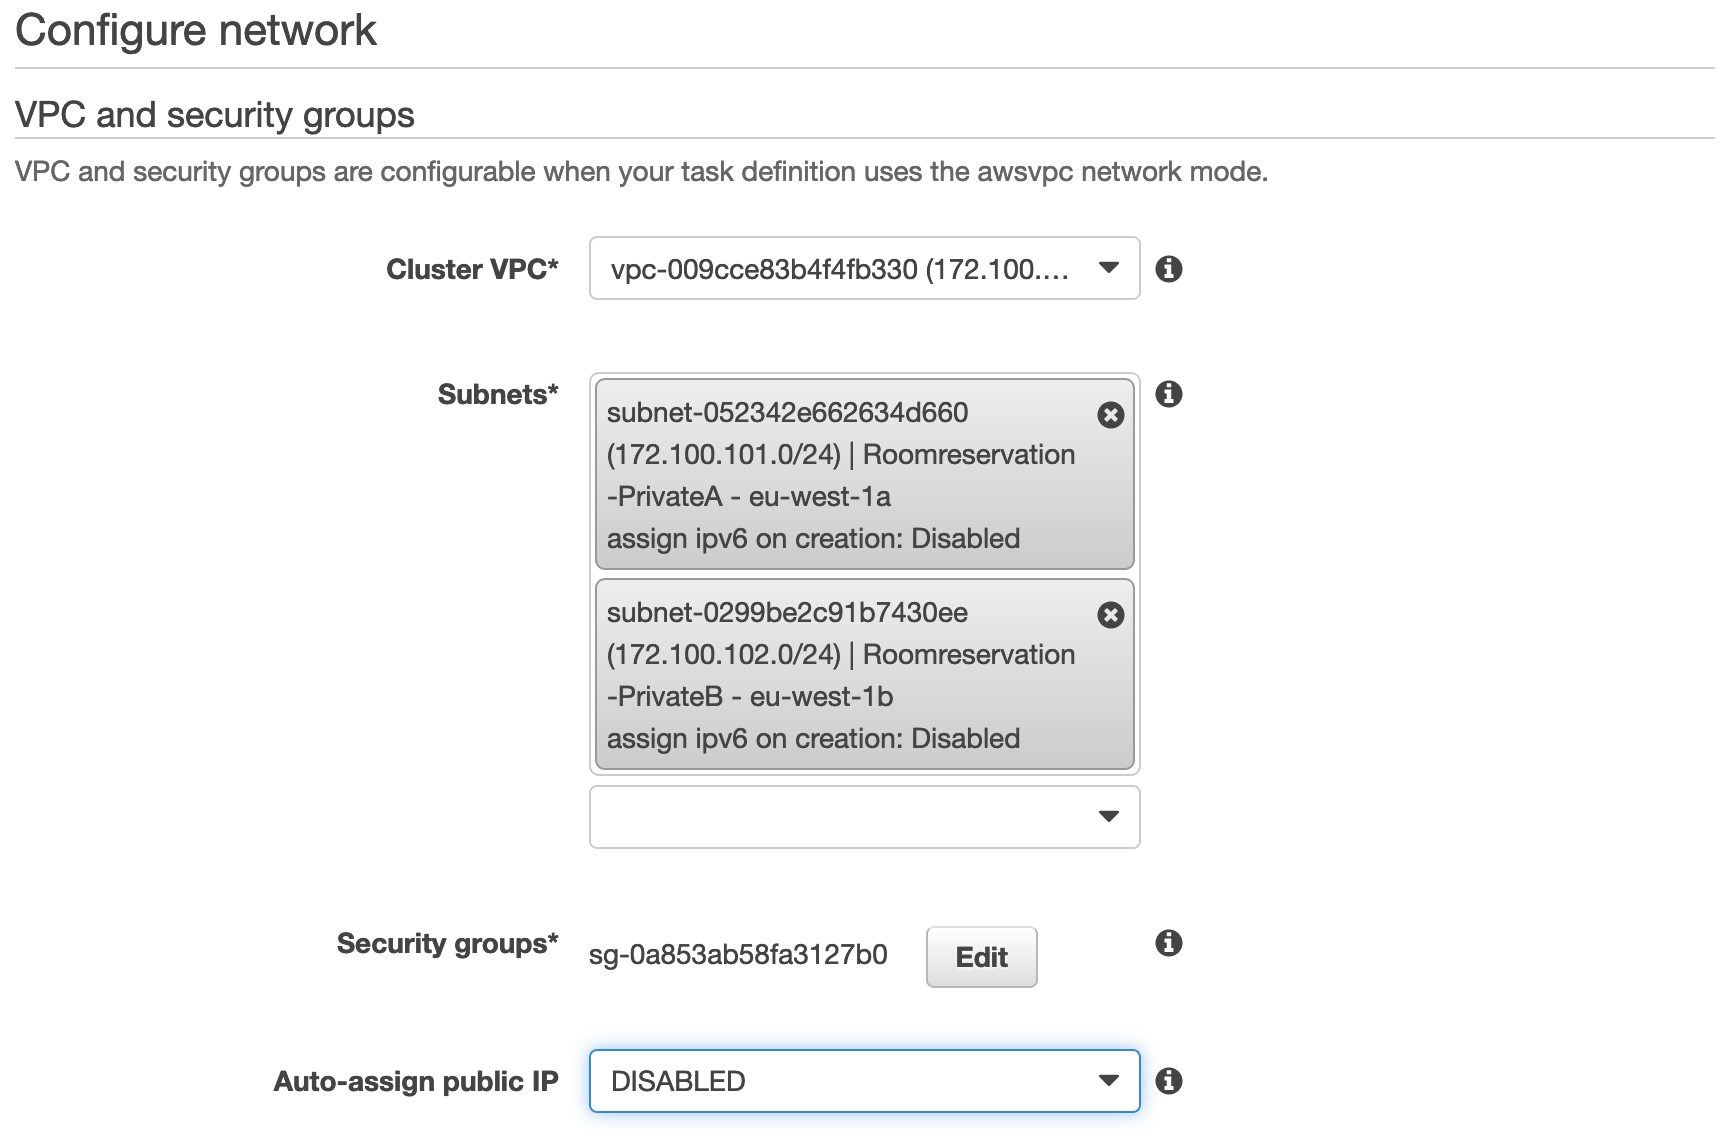 Configure network
VPC and security groups
VPC and security groups are configurable when your task definition uses the awsvpc network mode.
Cluster VPC*
vpc-009cce83b4f4fb330 (172.100....
Subnets*
subnet-052342e662634d660
(172.100.101.0/24) | Roomreservation
-PrivateA - eu-west-1a
assign ipv6 on creation: Disabled
subnet-0299be2c91b7430ee
(172.100.102.0/24) | Roomreservation
-PrivateB - eu-west-1b
assign ipv6 on creation: Disabled
Security groups*
sg-0a853ab58fa3127b0
Edit
Auto-assign public IP
DISABLED